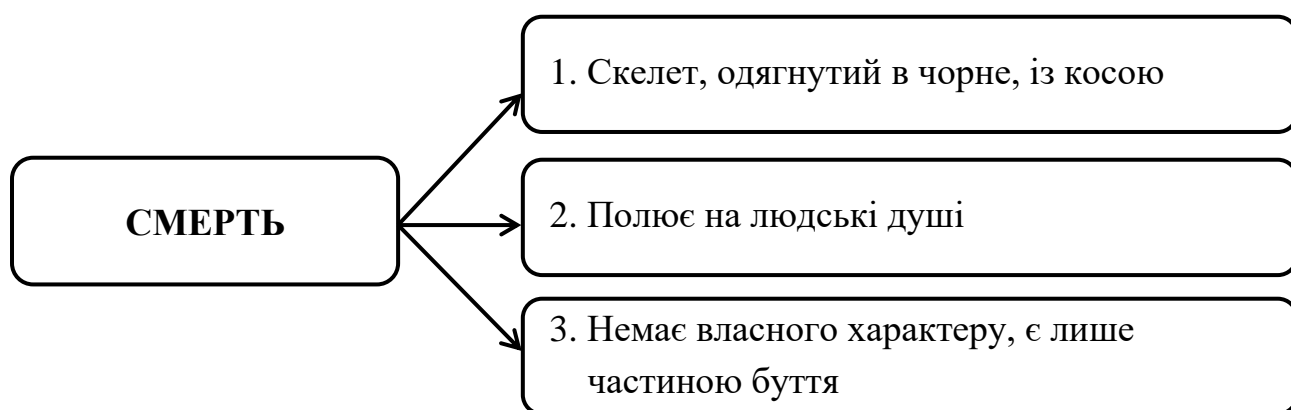 1. Скелет, одягнутий в чорне, із косою
СМЕРТЬ
2. Полює на людські душі
3. Немає власного характеру, є лише
частиною буття